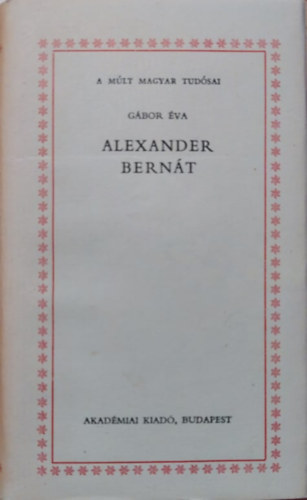 A MÚLT MAGYAR TUDÓSAI
GÁBOR ÉVA
ALEXANDER
BERNÁT
AKADÉMIAI KIADÓ, BUDAPEST